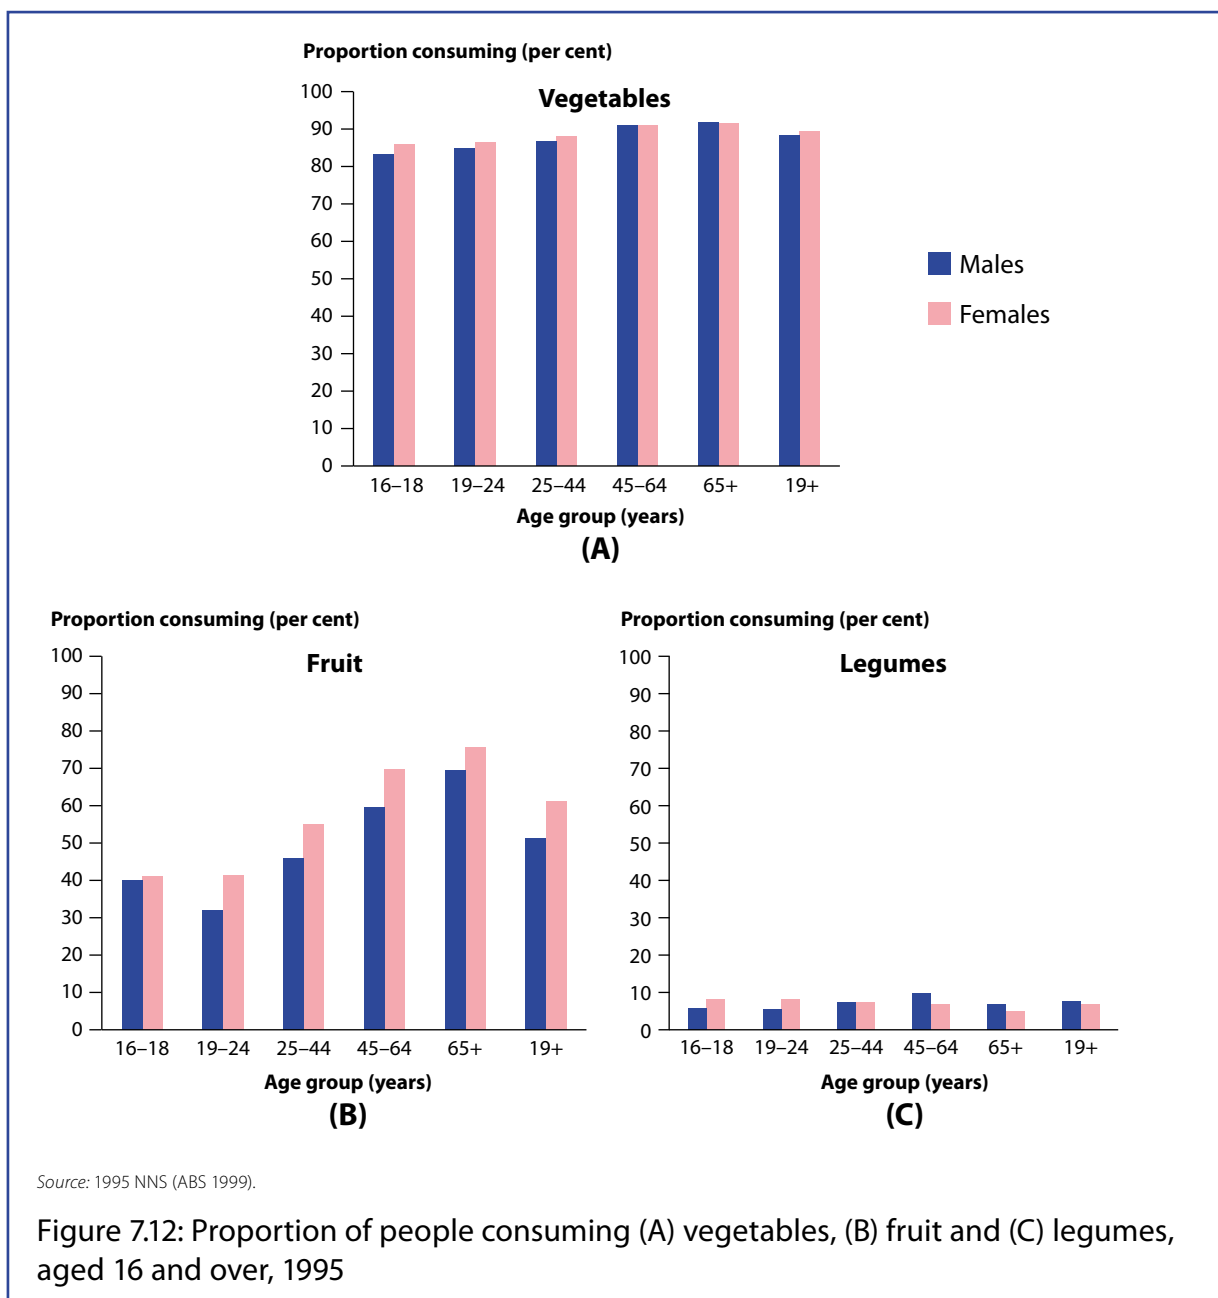 Proportion consuming (per cent)
Vegetables
100
90
80
70
60
50
40
30
20
10
0
16–18 19–24 25–44 45–64 65+ 19+
Age group (years)
(A)
Males
Females
Proportion consuming (per cent)
Fruit
100
90
80
70
60
50
40
30
20
10
0
16–18 19–24 25–44 45–64 65+ 19+
Age group (years)
(B)
Proportion consuming (per cent)
Legumes
100
90
80
70
60
50
40
30
20
10
0
16–18 19–24 25–44 45–64 65+ 19+
Age group (years)
(C)
Source: 1995 NNS (ABS 1999).
Figure 7.12: Proportion of people consuming (A) vegetables, (B) fruit and (C) legumes,
aged 16 and over, 1995